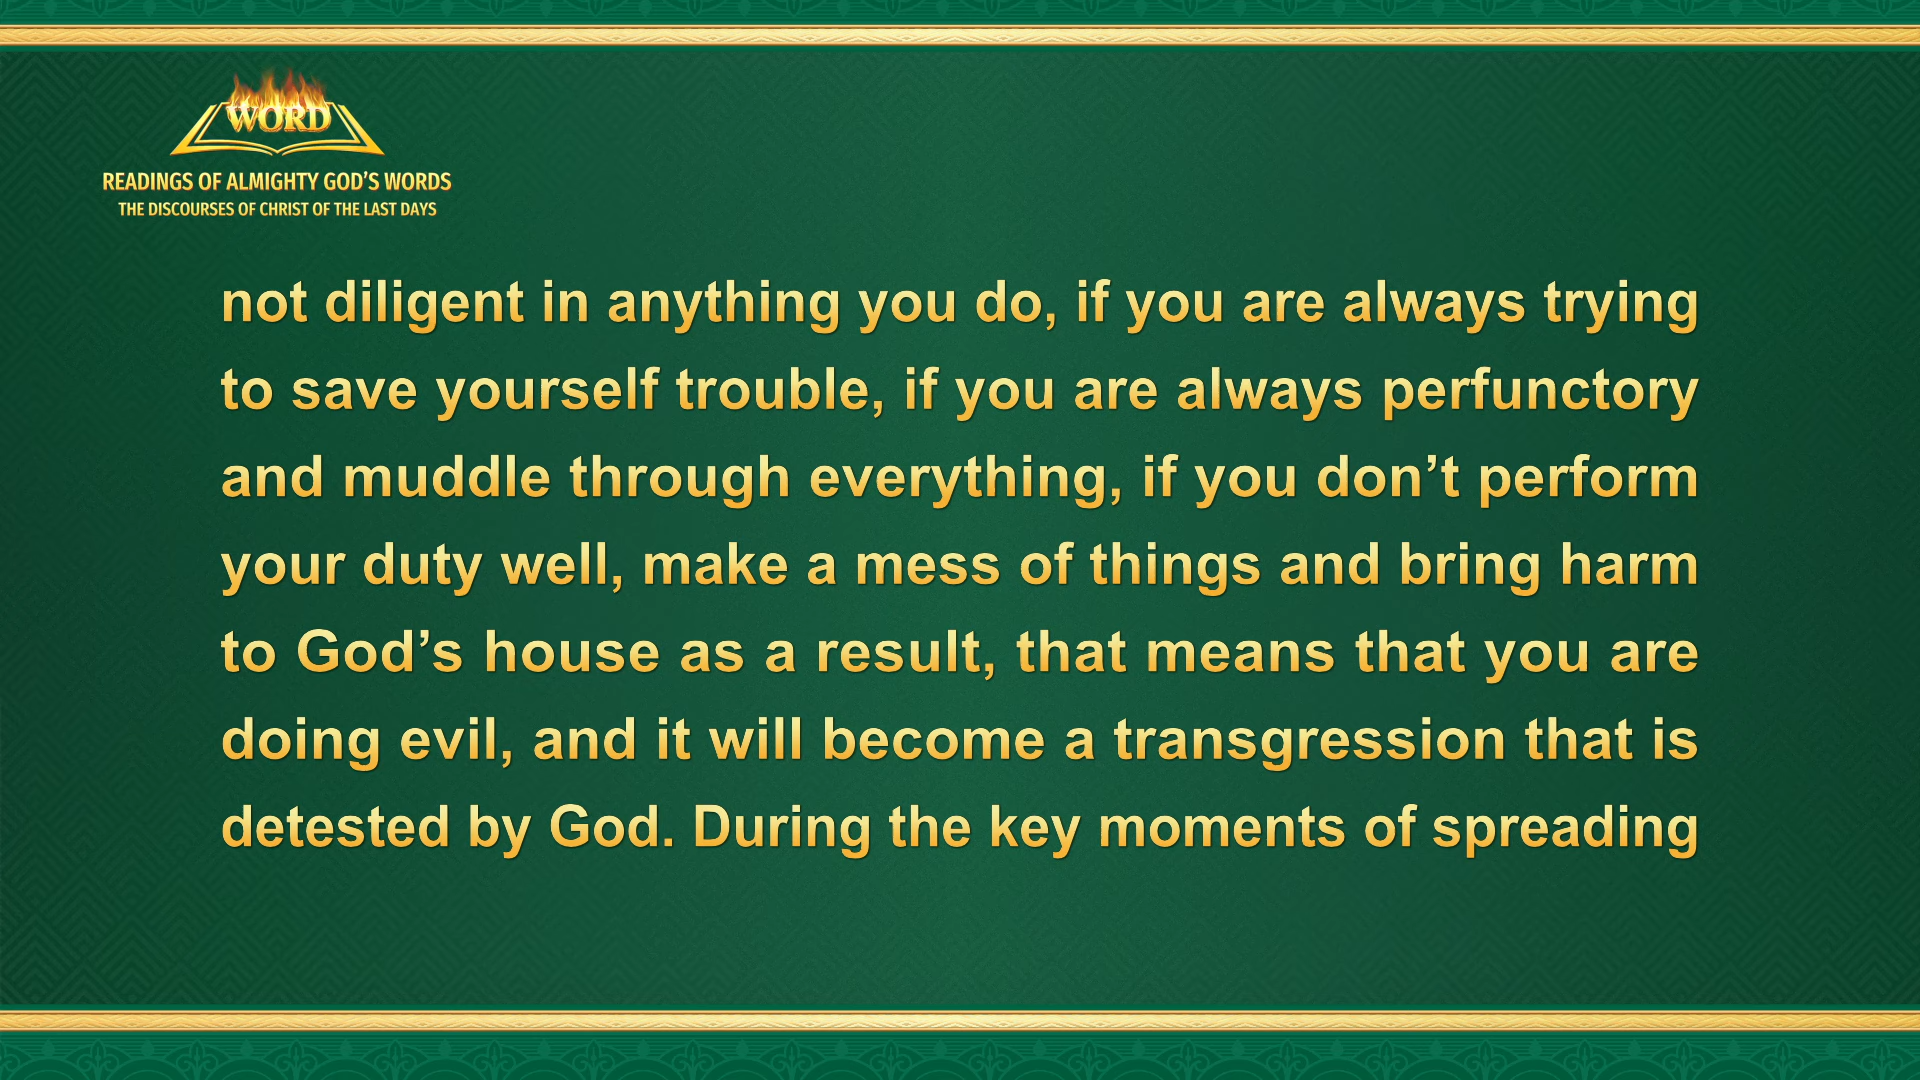 WORD
READINGS OF ALMIGHTY GOD’S WORDS
THE DISCOURSES OF CHRIST OF THE LAST DAYS
not diligent in anything you do, if you are always trying
to save yourself trouble, if you are always perfunctory
and muddle through everything, if you don’t perform
your duty well, make a mess of things and bring harm
to God’s house as a result, that means that you are
doing evil, and it will become a transgression that is
detested by God. During the key moments of spreading